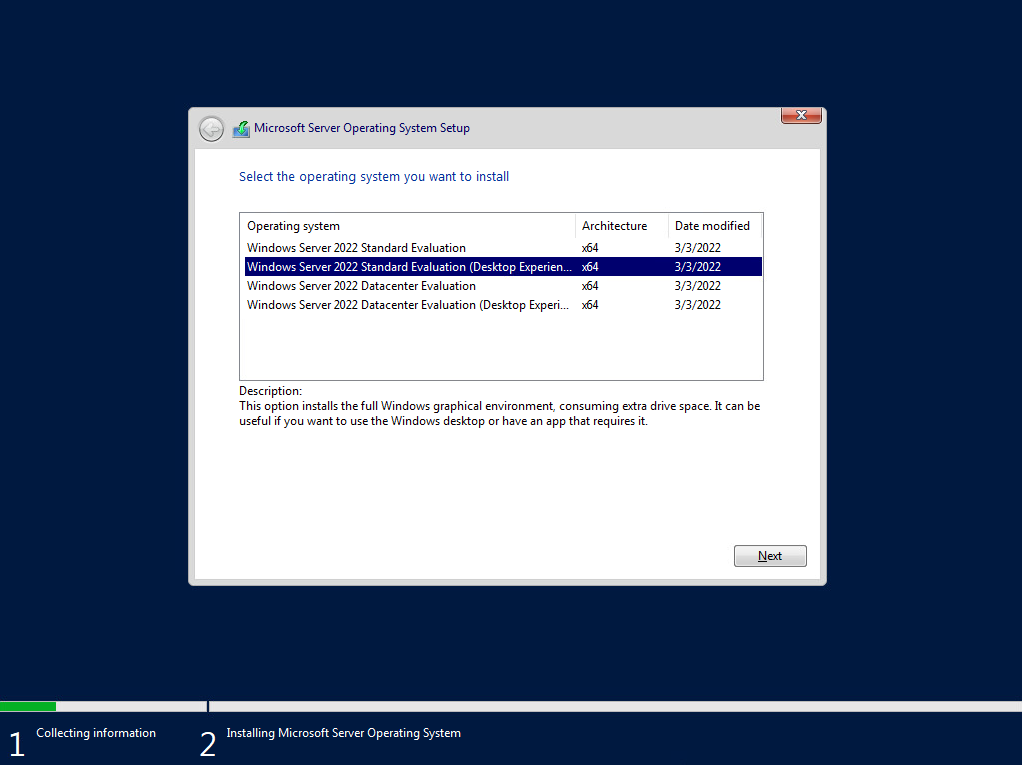 Microsoft Server Operating System Setup
Select the operating system you want to install
Operating system Architecture Date modified
Windows Server 2022 Standard Evaluation x64 3/3/2022
Windows Server 2022 Standard Evaluation (Desktop Experien... x64 3/3/2022
Windows Server 2022 Datacenter Evaluation x64 3/3/2022
Windows Server 2022 Datacenter Evaluation (Desktop Experi... x64 3/3/2022
Description:
This option installs the full Windows graphical environment, consuming extra drive space. It can be
useful if you want to use the Windows desktop or have an app that requires it.
Next
1 Collecting information 2 Installing Microsoft Server Operating System